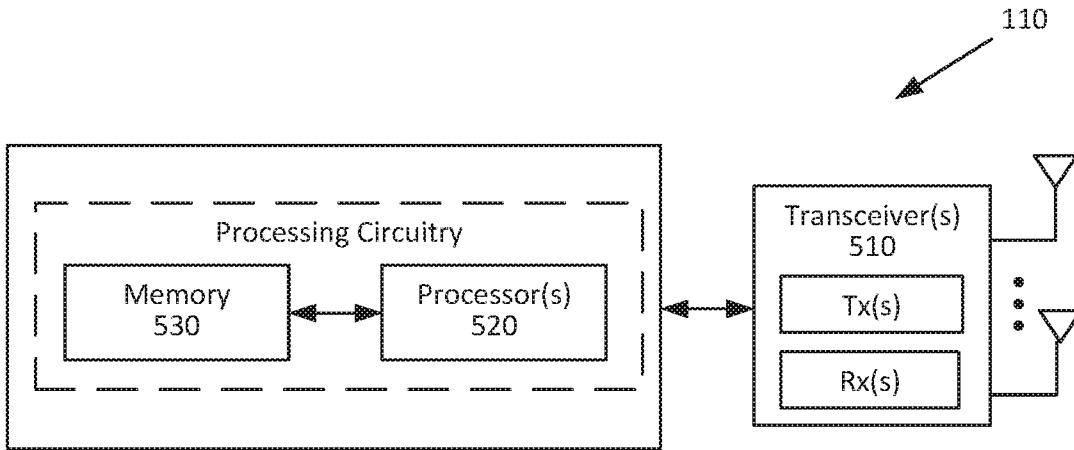 110
Processing Circuitry
Memory
530
Processor(s)
520
Transceiver(s)
510
Tx(s)
Rx(s)